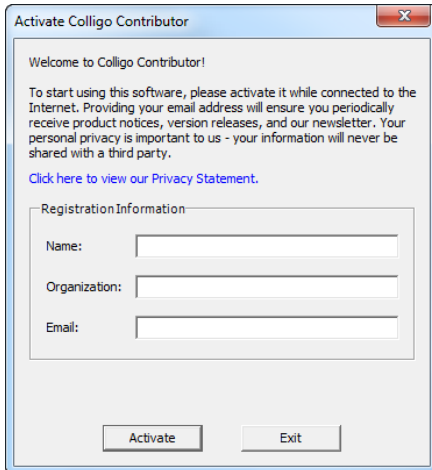 Activate Colligo Contributor
Welcome to Colligo Contributor!
To start using this software, please activate it while connected to the
Internet. Providing your email address will ensure you periodically
receive product notices, version releases, and our newsletter. Your
personal privacy is important to us - your information will never be
shared with a third party.
Click here to view our Privacy Statement.
Registration Information
Name:
Organization:
Email:
Activate Exit